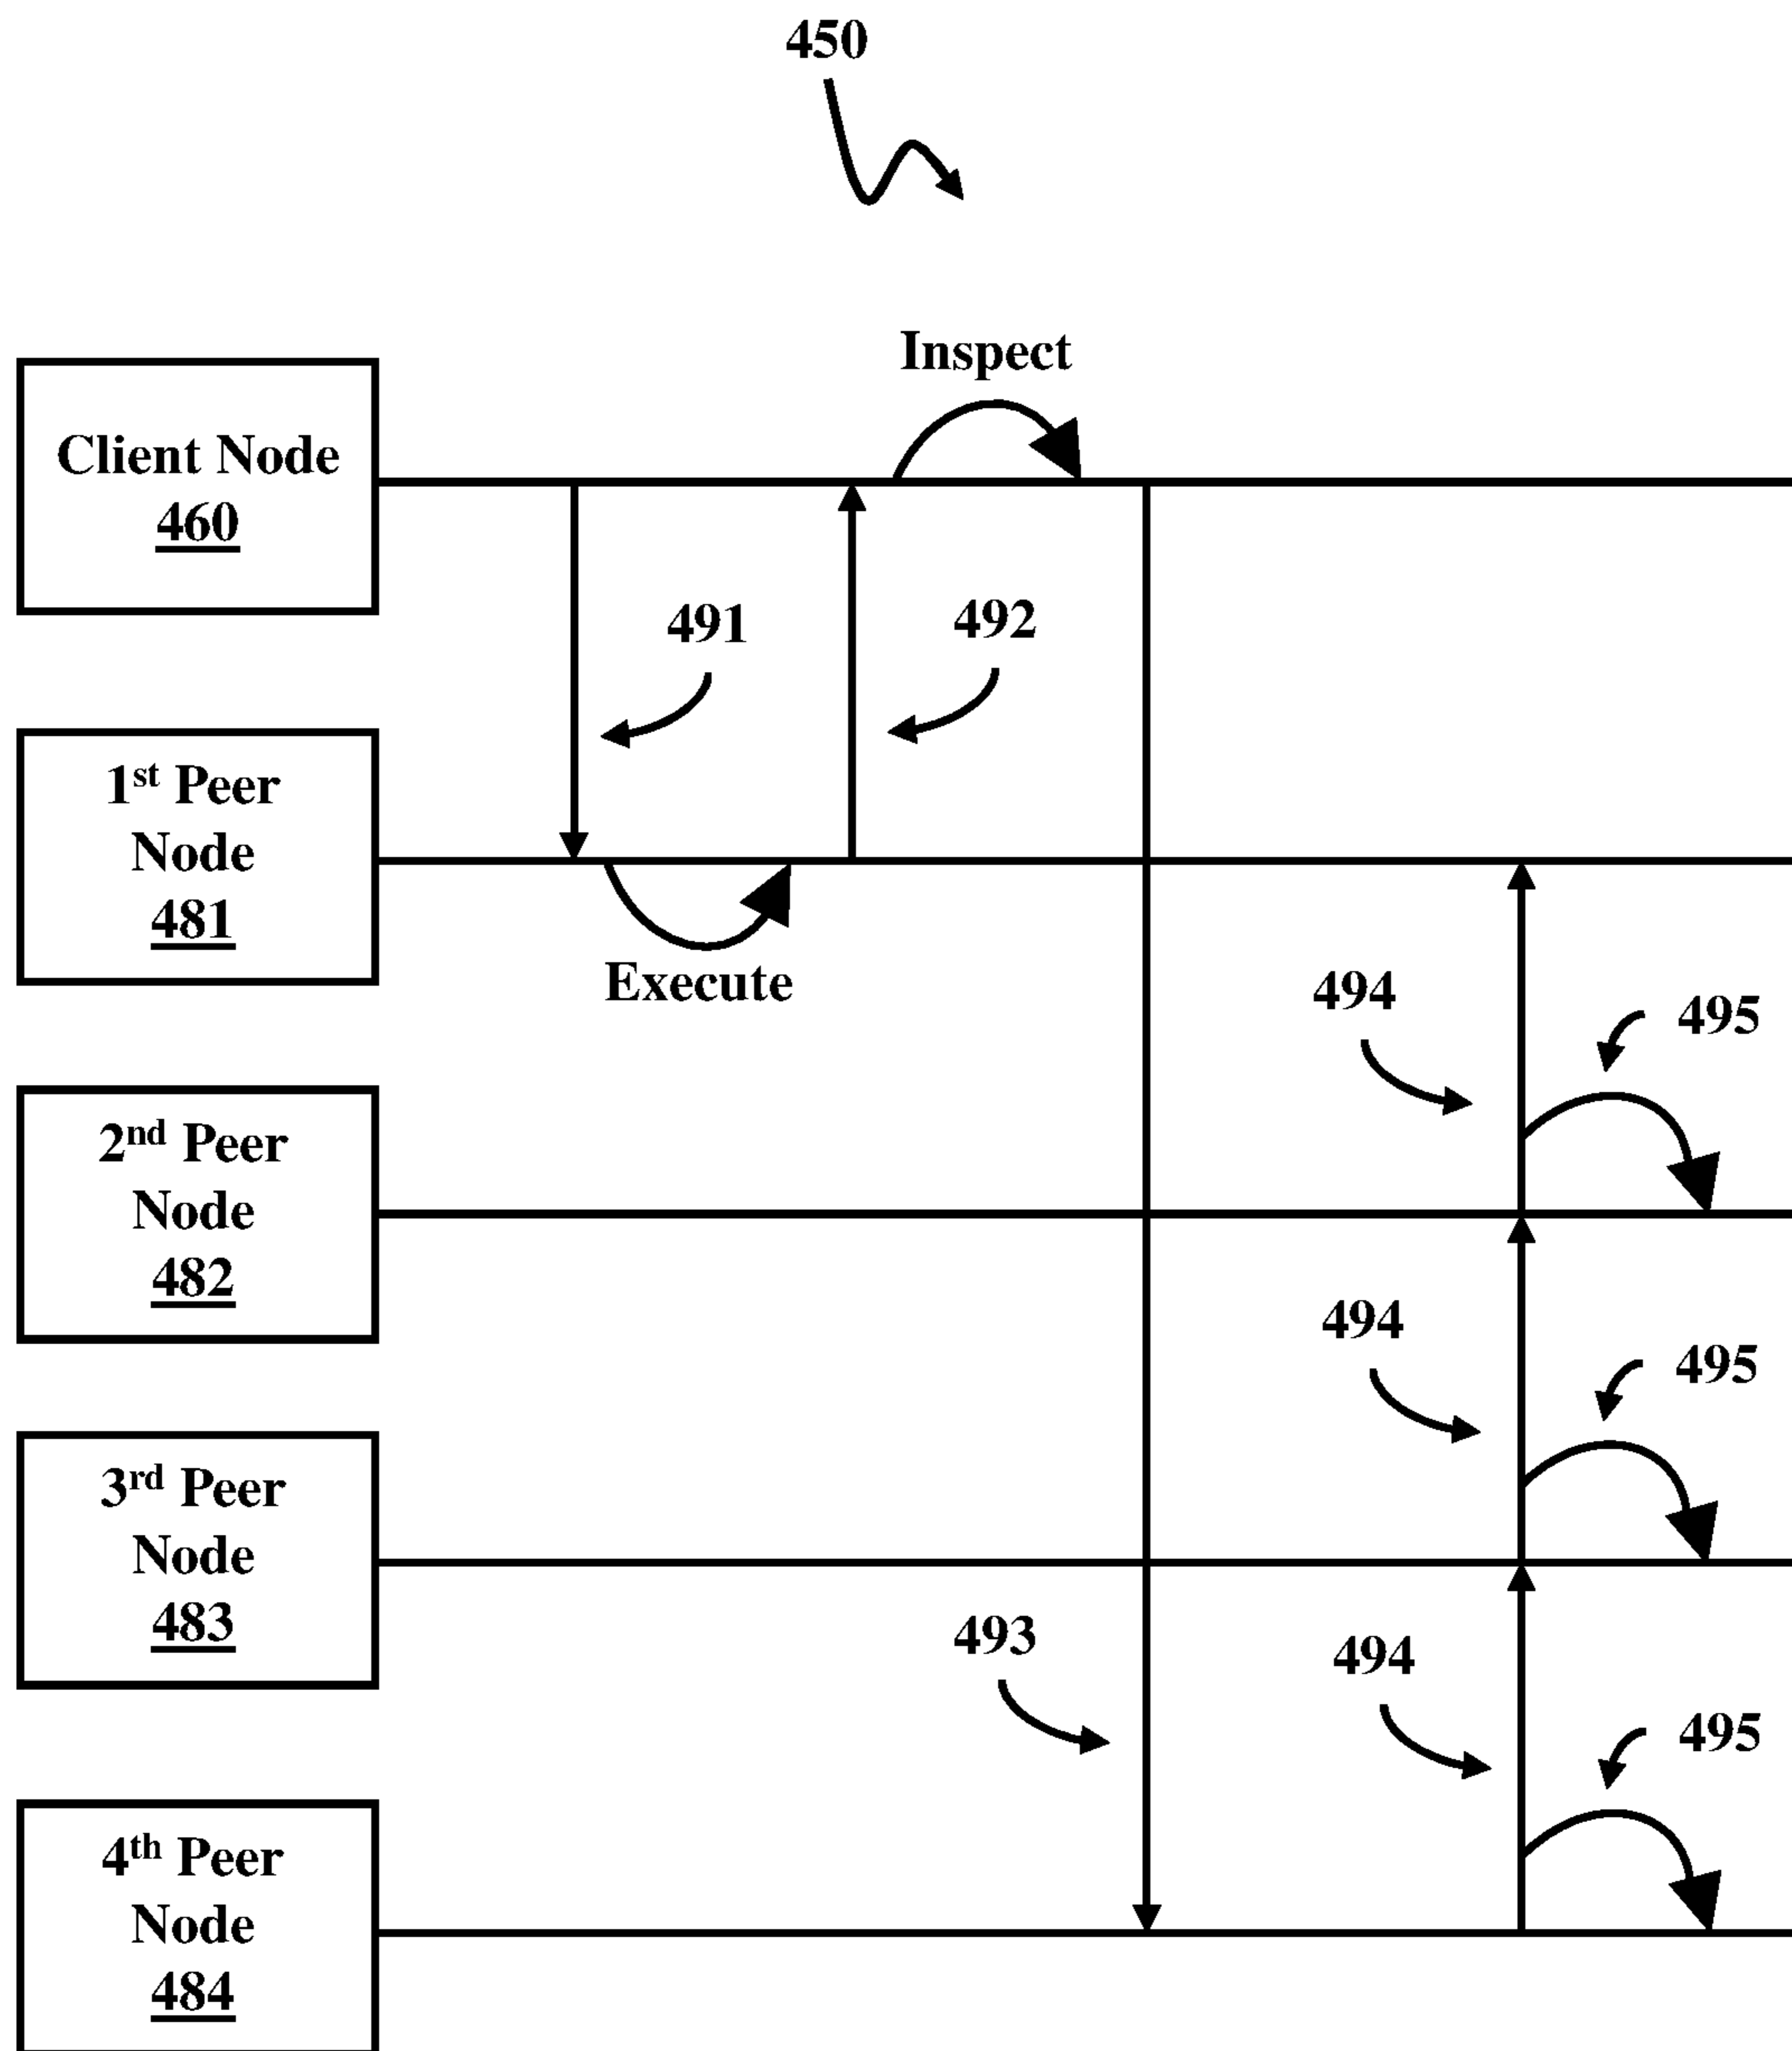 450
Inspect
Client Node
460
491
492
1st Peer
Node
481
Execute
494
495
2nd Peer
Node
482
494
495
3rd Peer
Node
483
493
494
495
4th Peer
Node
484